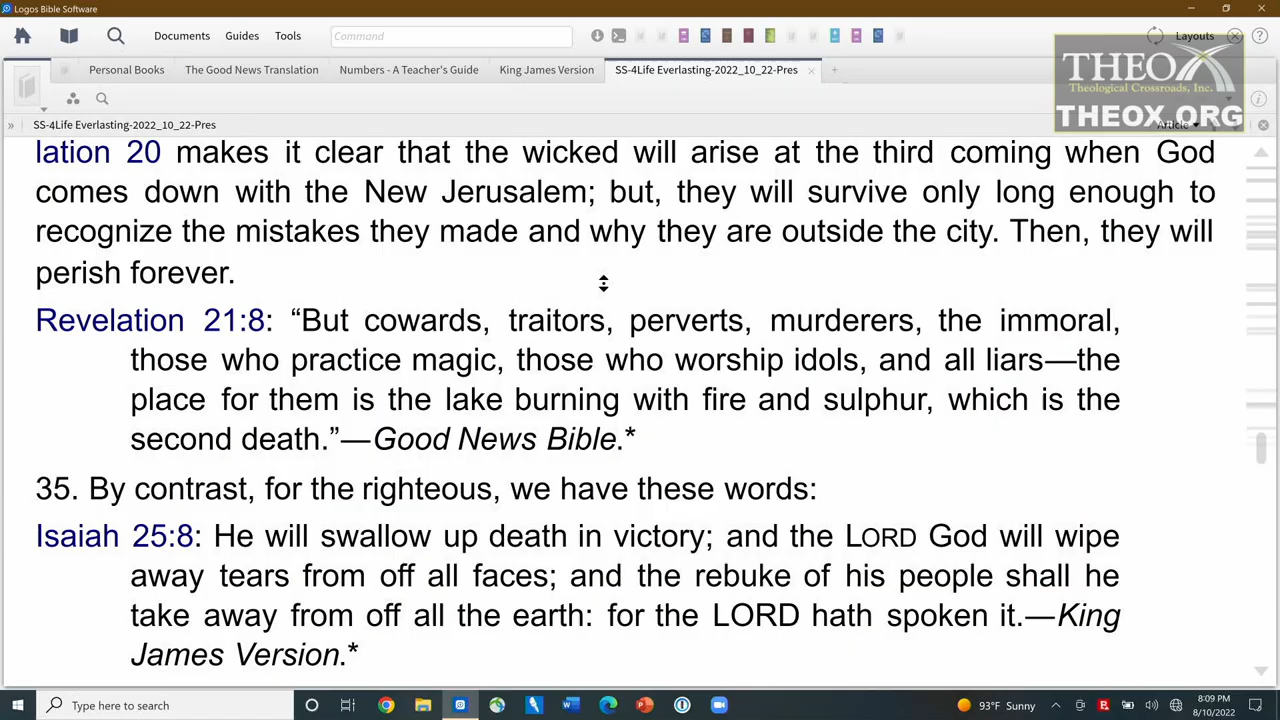 Logos Bible Software
Documents Guides Tools Command Layouts
Personal Books The Good News Translation Numbers - A Teacher's Guide King James Version SS-4Life Everlasting-2022_10_22-Pres
THEOX
Theological Crossroads, Inc.
THEOX.ORG
SS-4Life Everlasting-2022_10_22-Pres Article
lation 20 makes it clear that the wicked will arise at the third coming when God
comes down with the New Jerusalem; but, they will survive only long enough to
recognize the mistakes they made and why they are outside the city. Then, they will
perish forever.
Revelation 21:8: “But cowards, traitors, perverts, murderers, the immoral,
those who practice magic, those who worship idols, and all liars—the
place for them is the lake burning with fire and sulphur, which is the
second death.”—Good News Bible.*
35. By contrast, for the righteous, we have these words:
Isaiah 25:8: He will swallow up death in victory; and the LORD God will wipe
away tears from off all faces; and the rebuke of his people shall he
take away from off all the earth: for the LORD hath spoken it.—King
James Version.*
Type here to search 93°F Sunny 8:09 PM
8/10/2022